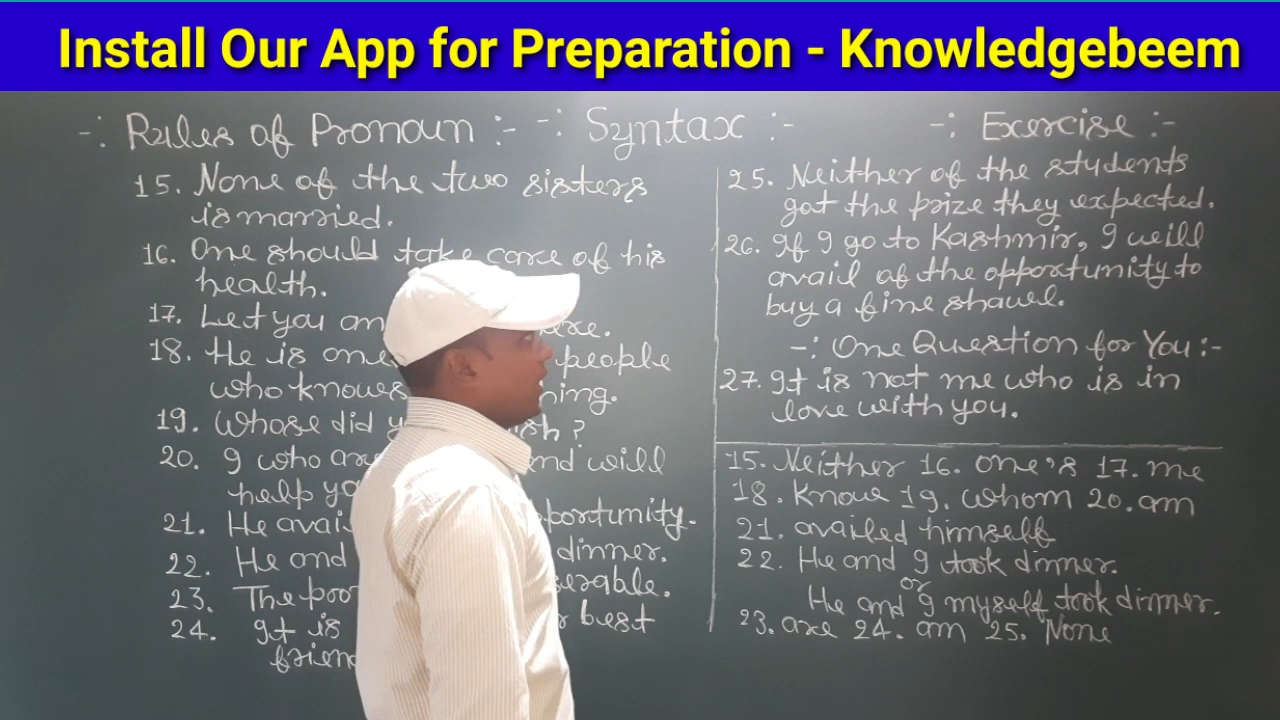 Install Our App for Preparation - Knowledgebeem
-: Rules of Pronoun :- -: Syntax :- -: Exercise :-
15. None of the two sisters
is married.
16. One should take care of his
health.
17. Let you
18. He is one people
who knows
19. Whose did
20. I who are will
help
21. He
22. He and dinner.
23. The
24. It is best
25. Neither of the students
got the prize they expected.
26. If I go to Kashmir, I will
avail of the opportunity to
buy a fine shawl.
-: One Question for You :-
27. It is not me who is in
love with you.
15. Neither 16. one's 17. me
18. know 19. whom 20. am
21. availed himself
22. He and I took dinner.
or
He and I myself took dinner.
23. are 24. am 25. None